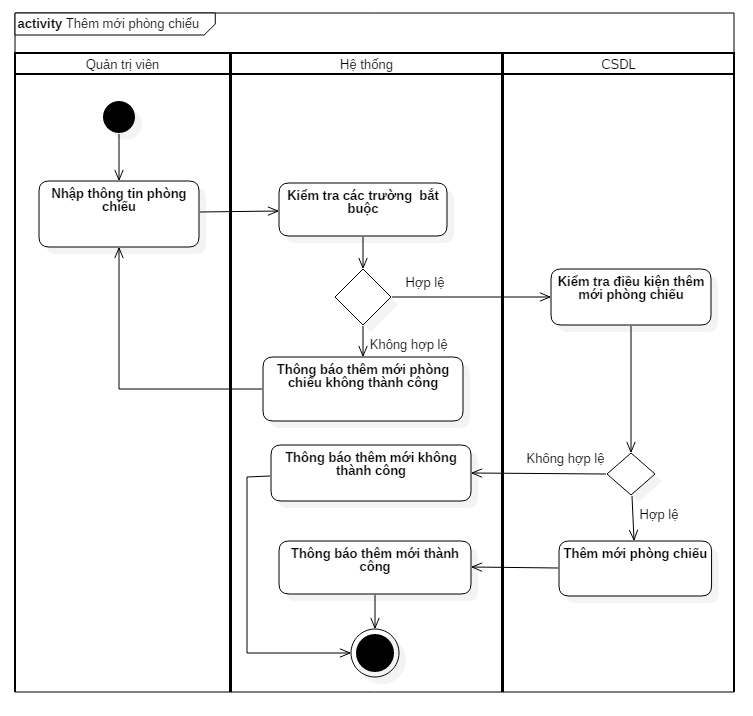 activity Thêm mới phòng chiếu
Quản trị viên
Hệ thống
CSDL
Nhập thông tin phòng
chiếu
Kiểm tra các trường  bắt
buộc
Hợp lệ
Kiểm tra điều kiện thêm
mới phòng chiếu
Không hợp lệ
Thông báo thêm mới phòng
chiếu không thành công
Không hợp lệ
Thông báo thêm mới không
thành công
Hợp lệ
Thêm mới phòng chiếu
Thông báo thêm mới thành
công